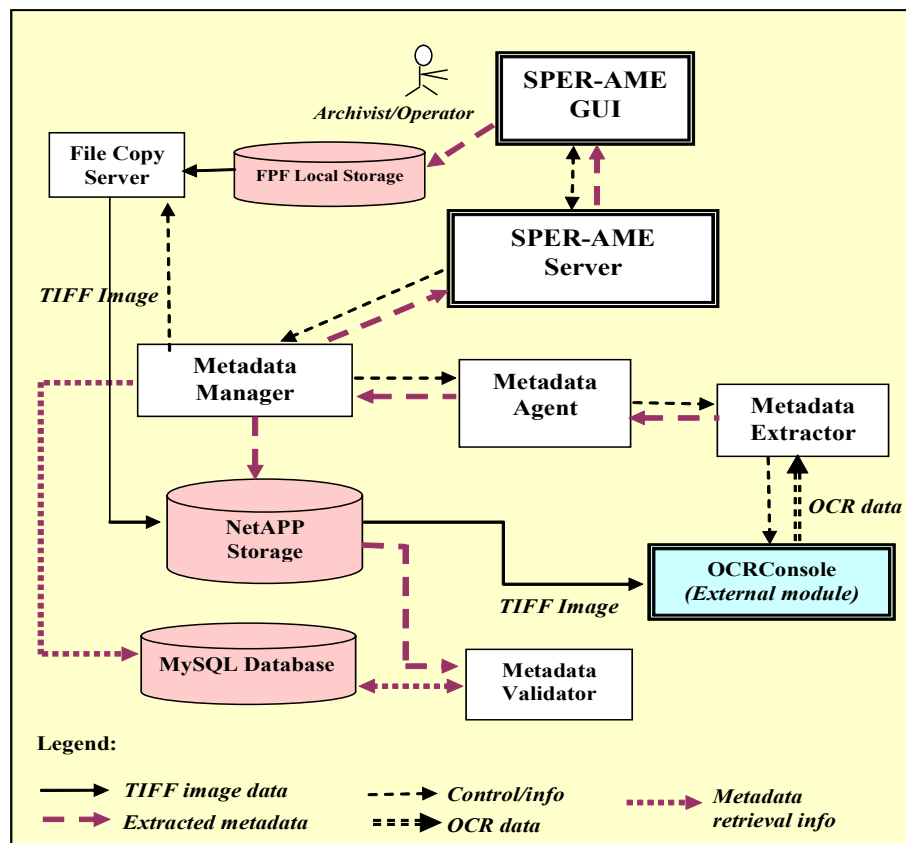 SPER-AME
GUI
Archivist/Operator
File Copy
Server
FPF Local Storage
SPER-AME
Server
TIFF Image
Metadata
Manager
Metadata
Agent
Metadata
Extractor
NetAPP
Storage
OCR data
OCRConsole
(External module)
TIFF Image
MySQL Database
Metadata
Validator
Legend:
TIFF image data
Control/info
Metadata
retrieval info
Extracted metadata
OCR data